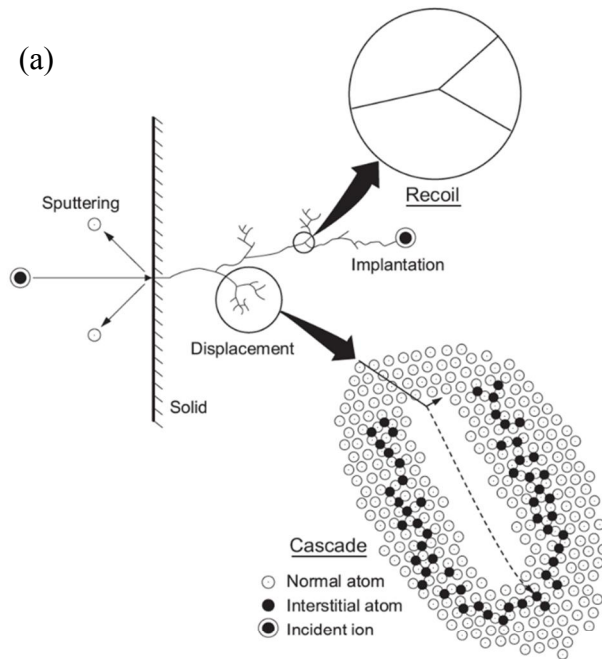 (a)
Recoil
Sputtering
Implantation
Displacement
Solid
Cascade
Normal atom
Interstitial atom
Incident ion